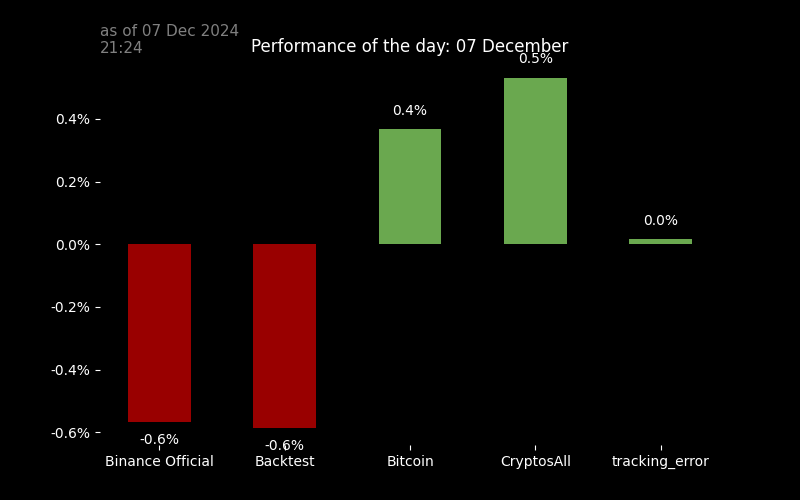 as of 07 Dec 2024
21:24
Performance of the day: 07 December
0.5%
0.4%
0.4%
0.2%
0.0%
0.0%
-0.2%
-0.4%
-0.6%
-0.6%
-0.6%
Binance Official
Backtest
Bitcoin
CryptosAll
tracking_error